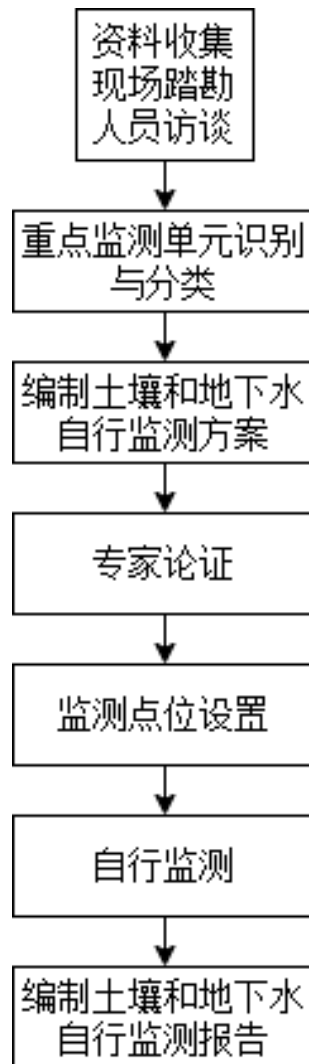 资料收集
现场踏勘
人员访谈
重点监测单元识别
与分类
编制土壤和地下水
自行监测方案
专家论证
监测点位设置
自行监测
编制土壤和地下水
自行监测报告